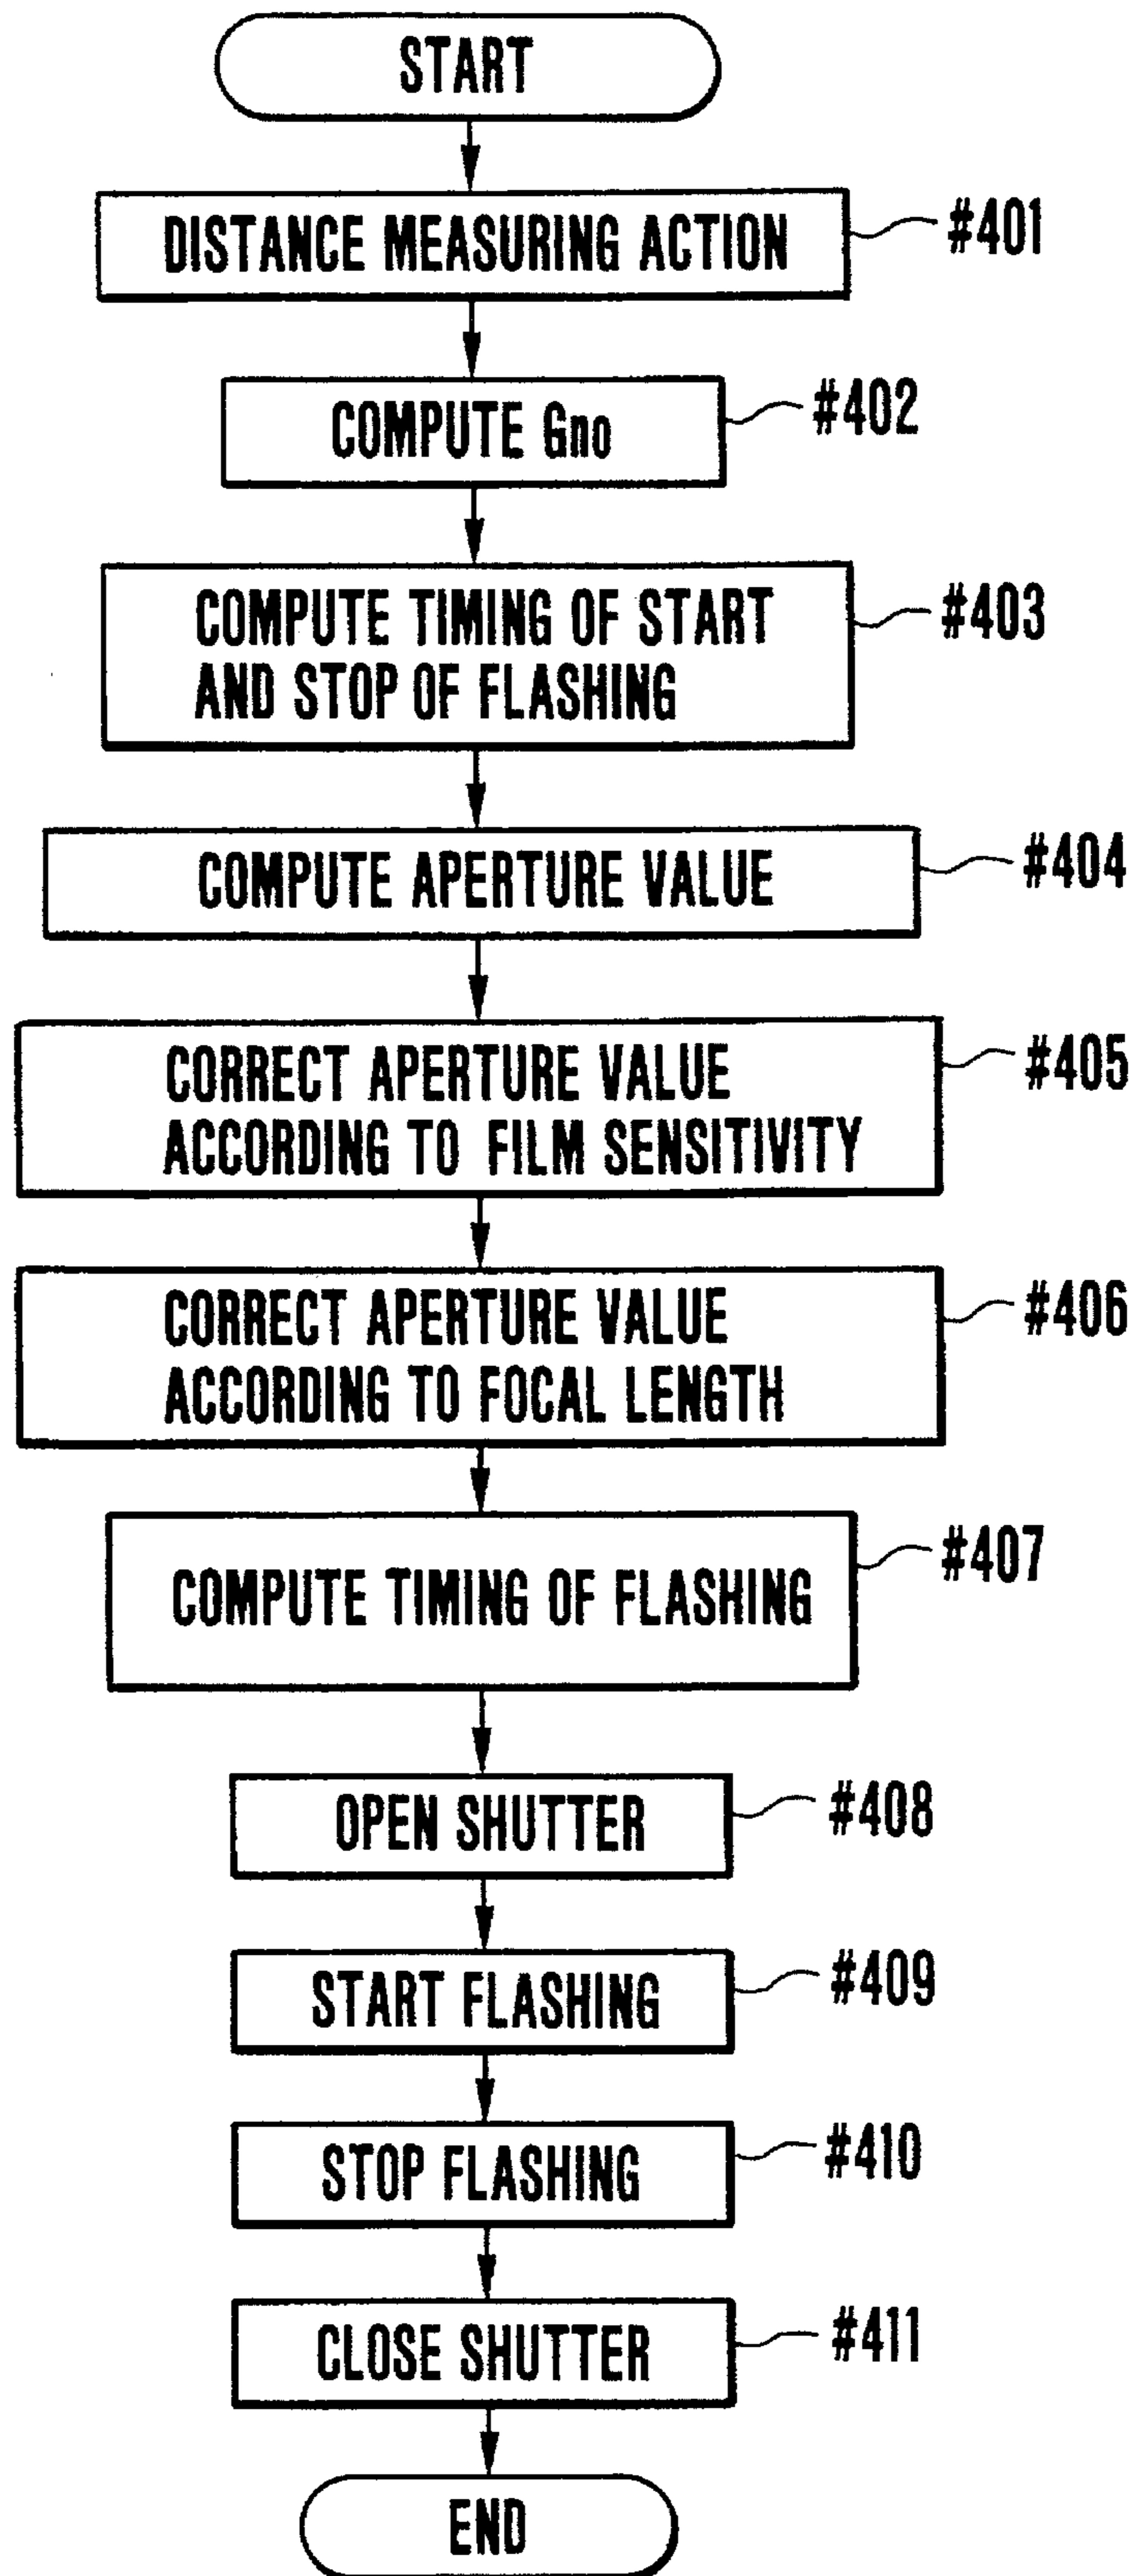 START
DISTANCE MEASURING ACTION
#401
COMPUTE Gno
#402
COMPUTE TIMING OF START
AND STOP OF FLASHING
#403
COMPUTE APERTURE VALUE
#404
CORRECT APERTURE VALUE
ACCORDING TO FILM SENSITIVITY
#405
CORRECT APERTURE VALUE
ACCORDING TO FOCAL LENGTH
#406
COMPUTE TIMING OF FLASHING
#407
OPEN SHUTTER
#408
START FLASHING
#409
STOP FLASHING
#410
CLOSE SHUTTER
#411
END